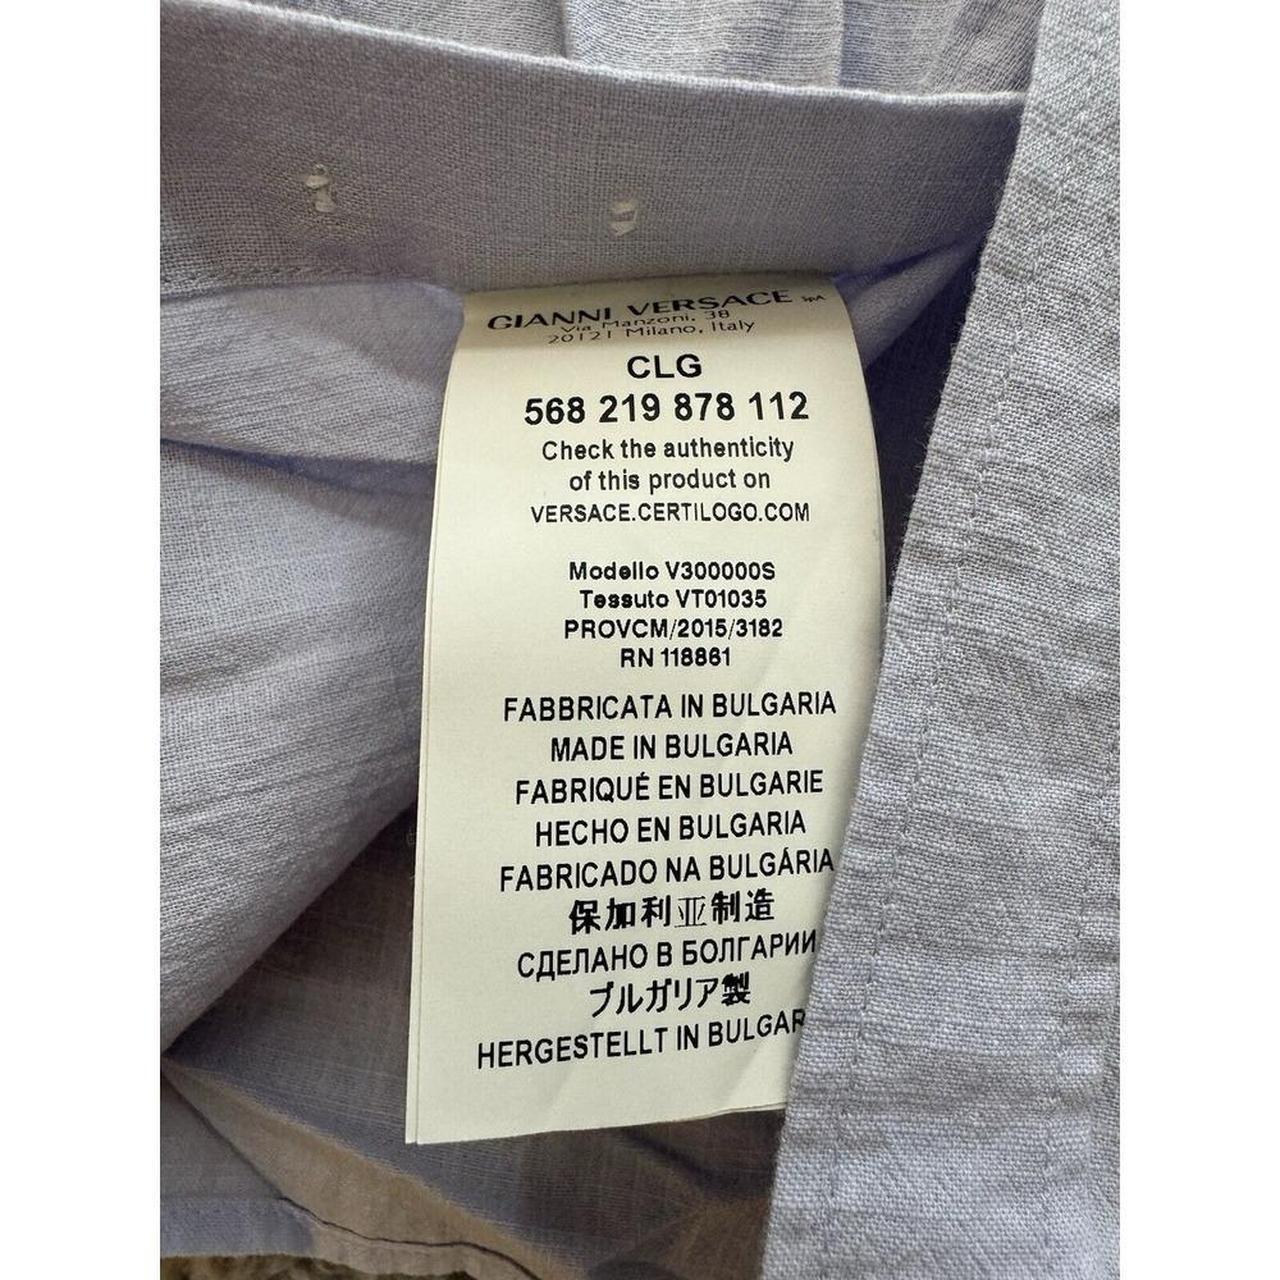 GIANNI VERSACE SpA
Via Manzoni, 38
20121 Milano, Italy
CLG
568 219 878 112
Check the authenticity
of this product on
VERSACE.CERTILOGO.COM
Modello V300000S
Tessuto VT01035
PROVCM/2015/3182
RN 118861
FABBRICATA IN BULGARIA
MADE IN BULGARIA
FABRIQUÉ EN BULGARIE
HECHO EN BULGARIA
FABRICADO NA BULGÁRIA
保加利亚制造
СДЕЛАНО В БОЛГАРИИ
ブルガリア製
HERGESTELLT IN BULGAR